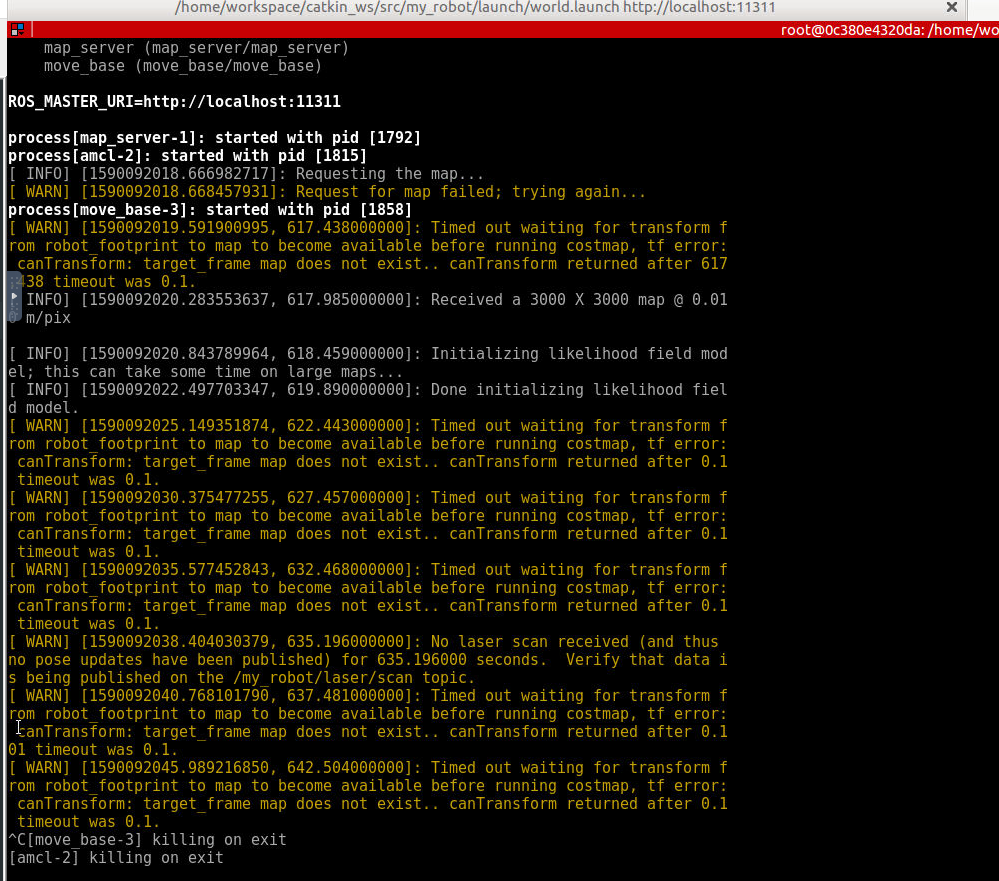 /home/workspace/catkin_ws/src/my_robot/launch/world.launch http://localhost:11311
root@0c380e4320da: /home/wo
map_server (map_server/map_server)
move_base (move_base/move_base)
ROS_MASTER_URI=http://localhost:11311
process[map_server-1]: started with pid [1792]
process[amcl-2]: started with pid [1815]
[ INFO] [1590092018.666982717]: Requesting the map...
[ WARN] [1590092018.668457931]: Request for map failed; trying again...
process[move_base-3]: started with pid [1858]
[ WARN] [1590092019.591900995, 617.438000000]: Timed out waiting for transform f
rom robot_footprint to map to become available before running costmap, tf error:
 canTransform: target_frame map does not exist.. canTransform returned after 617
438 timeout was 0.1.
INFO] [1590092020.283553637, 617.985000000]: Received a 3000 X 3000 map @ 0.01
0 m/pix
[ INFO] [1590092020.843789964, 618.459000000]: Initializing likelihood field mod
el; this can take some time on large maps...
[ INFO] [1590092022.497703347, 619.890000000]: Done initializing likelihood fiel
d model.
[ WARN] [1590092025.149351874, 622.443000000]: Timed out waiting for transform f
rom robot_footprint to map to become available before running costmap, tf error:
 canTransform: target_frame map does not exist.. canTransform returned after 0.1
 timeout was 0.1.
[ WARN] [1590092030.375477255, 627.457000000]: Timed out waiting for transform f
rom robot_footprint to map to become available before running costmap, tf error:
 canTransform: target_frame map does not exist.. canTransform returned after 0.1
 timeout was 0.1.
[ WARN] [1590092035.577452843, 632.468000000]: Timed out waiting for transform f
rom robot_footprint to map to become available before running costmap, tf error:
 canTransform: target_frame map does not exist.. canTransform returned after 0.1
 timeout was 0.1.
[ WARN] [1590092038.404030379, 635.196000000]: No laser scan received (and thus
no pose updates have been published) for 635.196000 seconds.  Verify that data i
s being published on the /my_robot/laser/scan topic.
[ WARN] [1590092040.768101790, 637.481000000]: Timed out waiting for transform f
rom robot_footprint to map to become available before running costmap, tf error:
 canTransform: target_frame map does not exist.. canTransform returned after 0.1
01 timeout was 0.1.
[ WARN] [1590092045.989216850, 642.504000000]: Timed out waiting for transform f
rom robot_footprint to map to become available before running costmap, tf error:
 canTransform: target_frame map does not exist.. canTransform returned after 0.1
 timeout was 0.1.
^C[move_base-3] killing on exit
[amcl-2] killing on exit